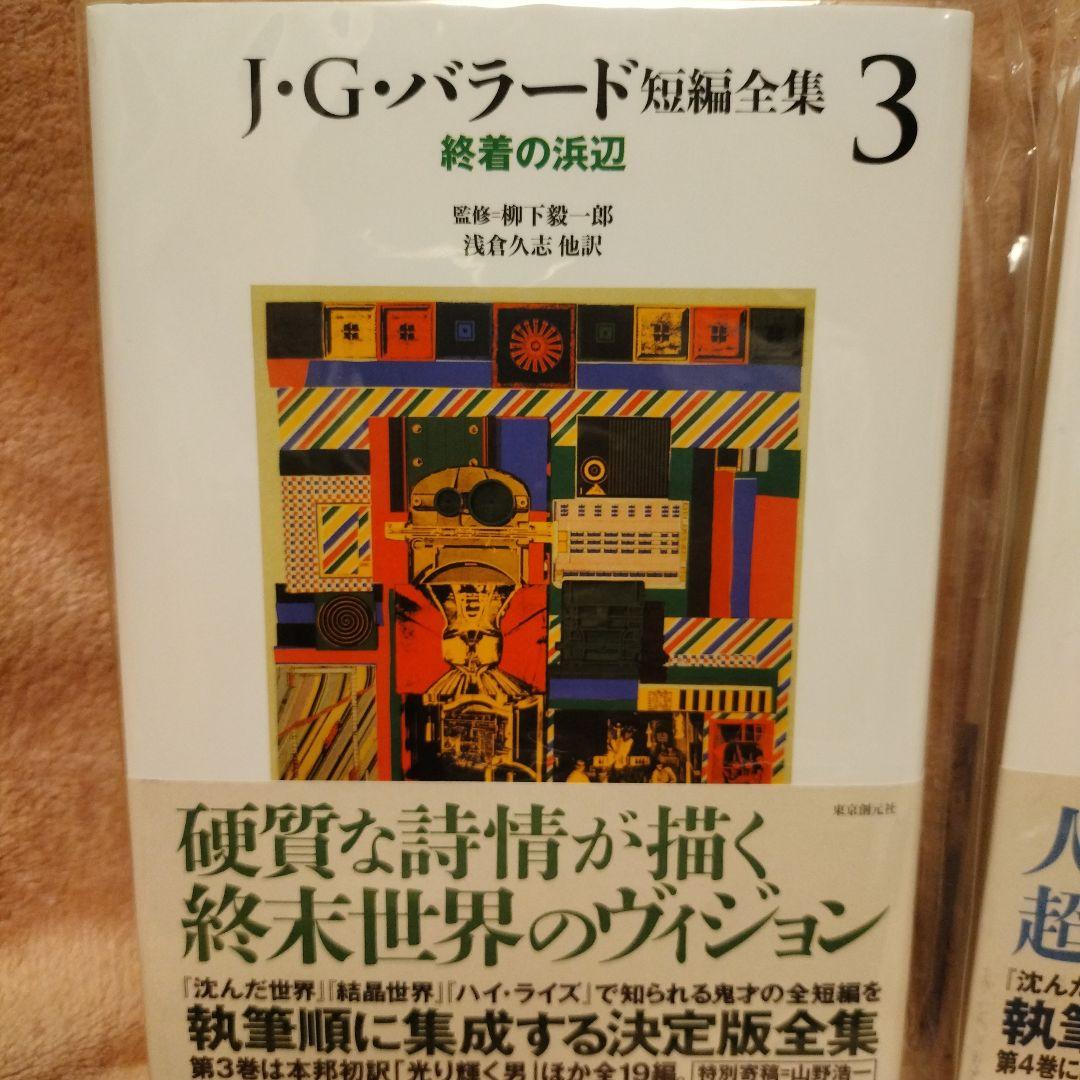 J・G・バラード短編全集 3
終着の浜辺
監修=柳下毅一郎
浅倉久志 他訳
東京創元社
硬質な詩情が描く
終末世界のヴィジョン
『沈んだ世界』『結晶世界』『ハイ・ライズ』で知られる鬼才の全短編を
執筆順に集成する決定版全集
第3巻は本邦初訳「光り輝く男」ほか全19編。 特別寄稿=山野浩一
超
『沈んだ
執筆
第4巻に